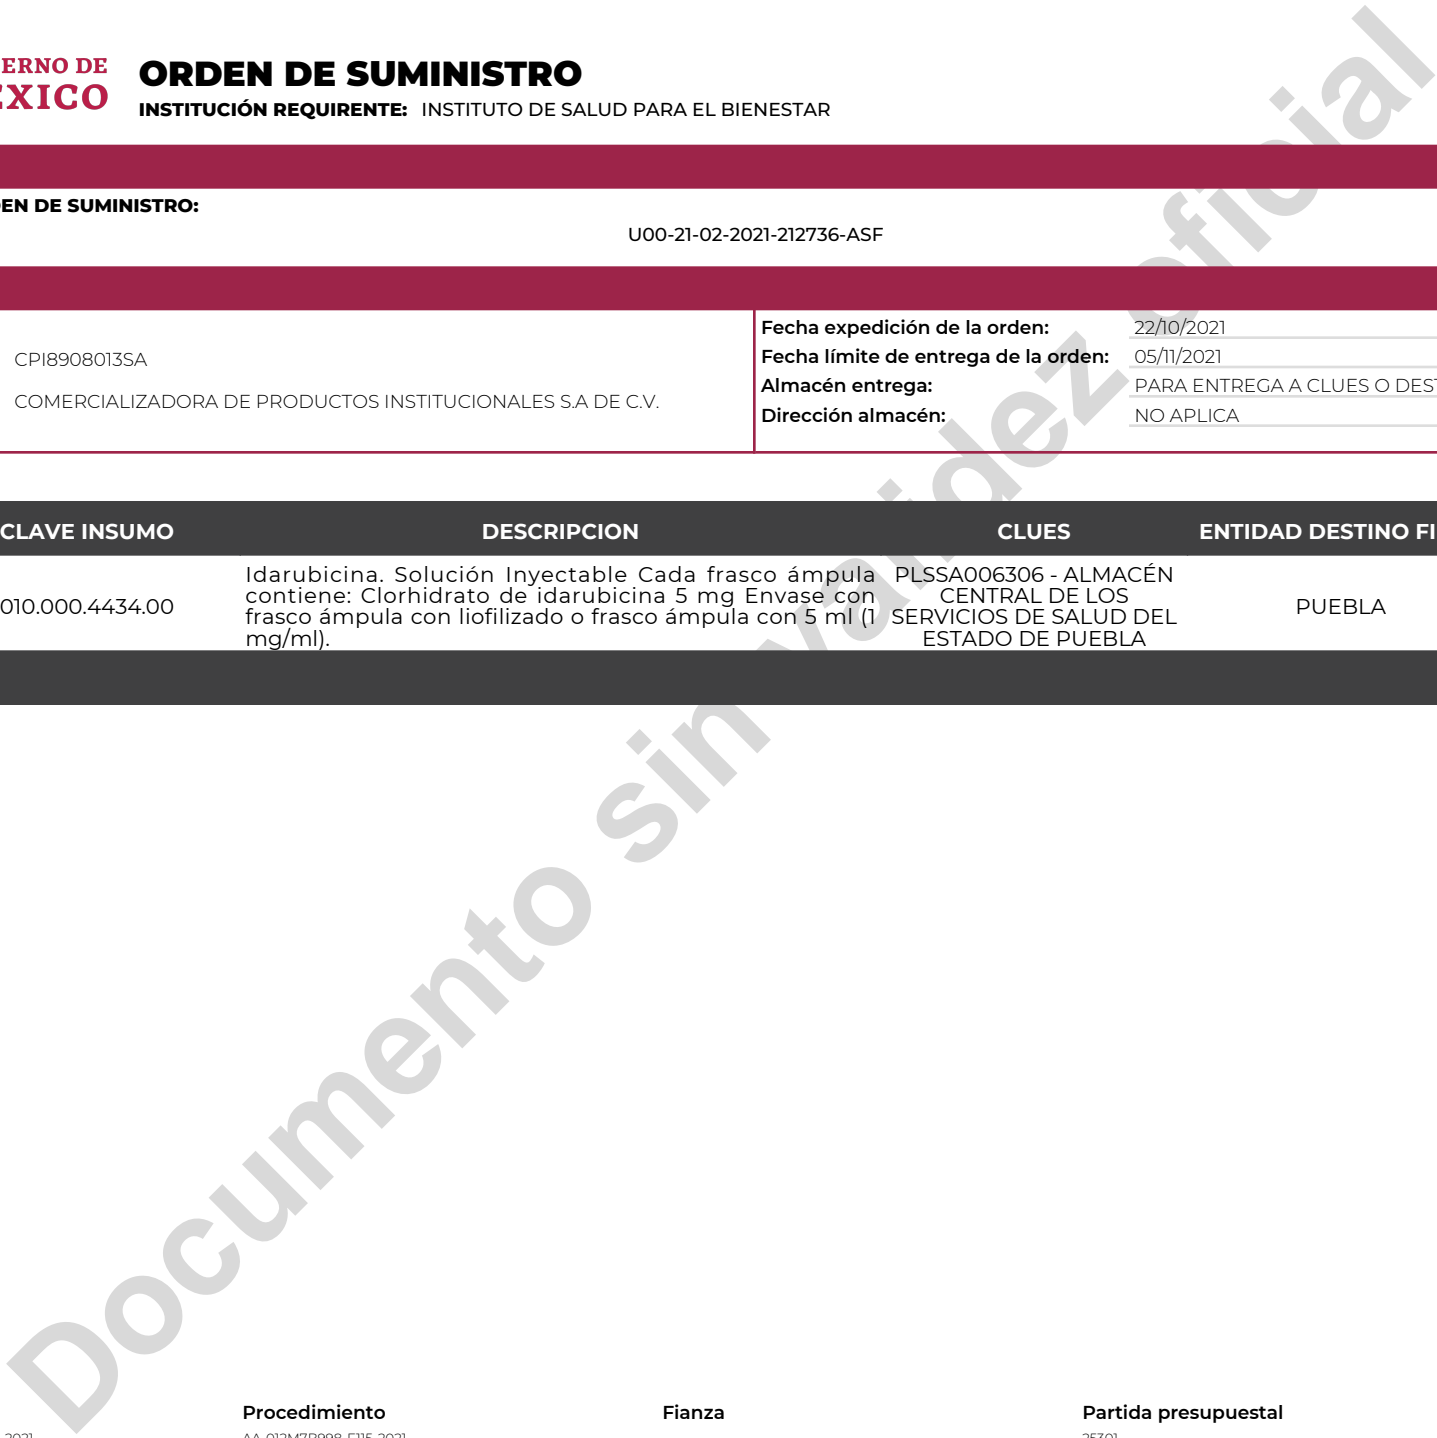 ERNO DE
EXICO
ORDEN DE SUMINISTRO
INSTITUCIÓN REQUIRENTE: INSTITUTO DE SALUD PARA EL BIENESTAR
EN DE SUMINISTRO:
U00-21-02-2021-212736-ASF
CPI8908013SA
COMERCIALIZADORA DE PRODUCTOS INSTITUCIONALES S.A DE C.V.
Fecha expedición de la orden: 22/10/2021
Fecha límite de entrega de la orden: 05/11/2021
Almacén entrega: PARA ENTREGA A CLUES O DEST
Dirección almacén: NO APLICA
CLAVE INSUMO DESCRIPCION CLUES ENTIDAD DESTINO FI
010.000.4434.00
Idarubicina. Solución Inyectable Cada frasco ámpula
contiene: Clorhidrato de idarubicina 5 mg Envase con
frasco ámpula con liofilizado o frasco ámpula con 5 ml (1
mg/ml).
PLSSA006306 - ALMACÉN
CENTRAL DE LOS
SERVICIOS DE SALUD DEL
ESTADO DE PUEBLA
PUEBLA
Documento sin validez oficial
Procedimiento Fianza Partida presupuestal